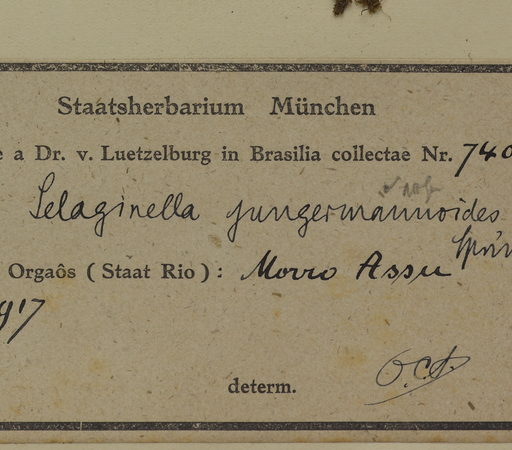 Staatsherbarium München
a Dr. v. Luetzelburg in Brasilia collectae Nr. 740
Selaginella jungermannioides
Orgaôs (Staat Rio): Morro Assu
determ.